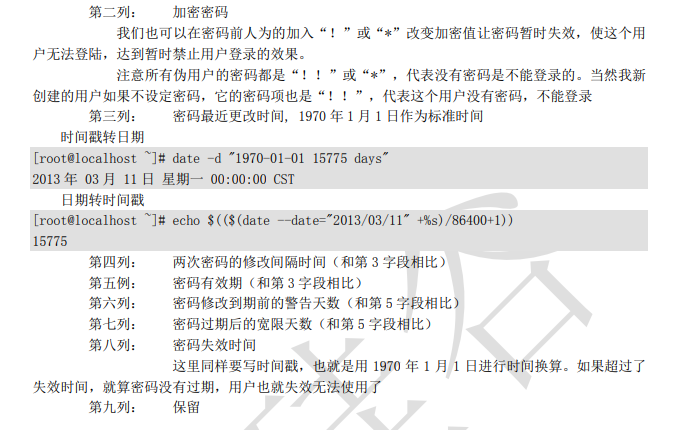 第二列： 加密密码
我们也可以在密码前人为的加入“！”或“*”改变加密值让密码暂时失效，使这个用
户无法登陆，达到暂时禁止用户登录的效果。
注意所有伪用户的密码都是“！！”或“*”，代表没有密码是不能登录的。当然我新
创建的用户如果不设定密码，它的密码项也是“！！”，代表这个用户没有密码，不能登录
第三列： 密码最近更改时间, 1970 年 1 月 1 日作为标准时间
时间戳转日期
[root@localhost ~]# date -d "1970-01-01 15775 days"
2013 年 03 月 11 日 星期一 00:00:00 CST
日期转时间戳
[root@localhost ~]# echo $(($(date --date="2013/03/11" +%s)/86400+1))
15775
第四列： 两次密码的修改间隔时间（和第 3 字段相比）
第五例： 密码有效期（和第 3 字段相比）
第六列： 密码修改到期前的警告天数（和第 5 字段相比）
第七列： 密码过期后的宽限天数（和第 5 字段相比）
第八列： 密码失效时间
这里同样要写时间戳，也就是用 1970 年 1 月 1 日进行时间换算。如果超过了
失效时间，就算密码没有过期，用户也就失效无法使用了
第九列： 保留